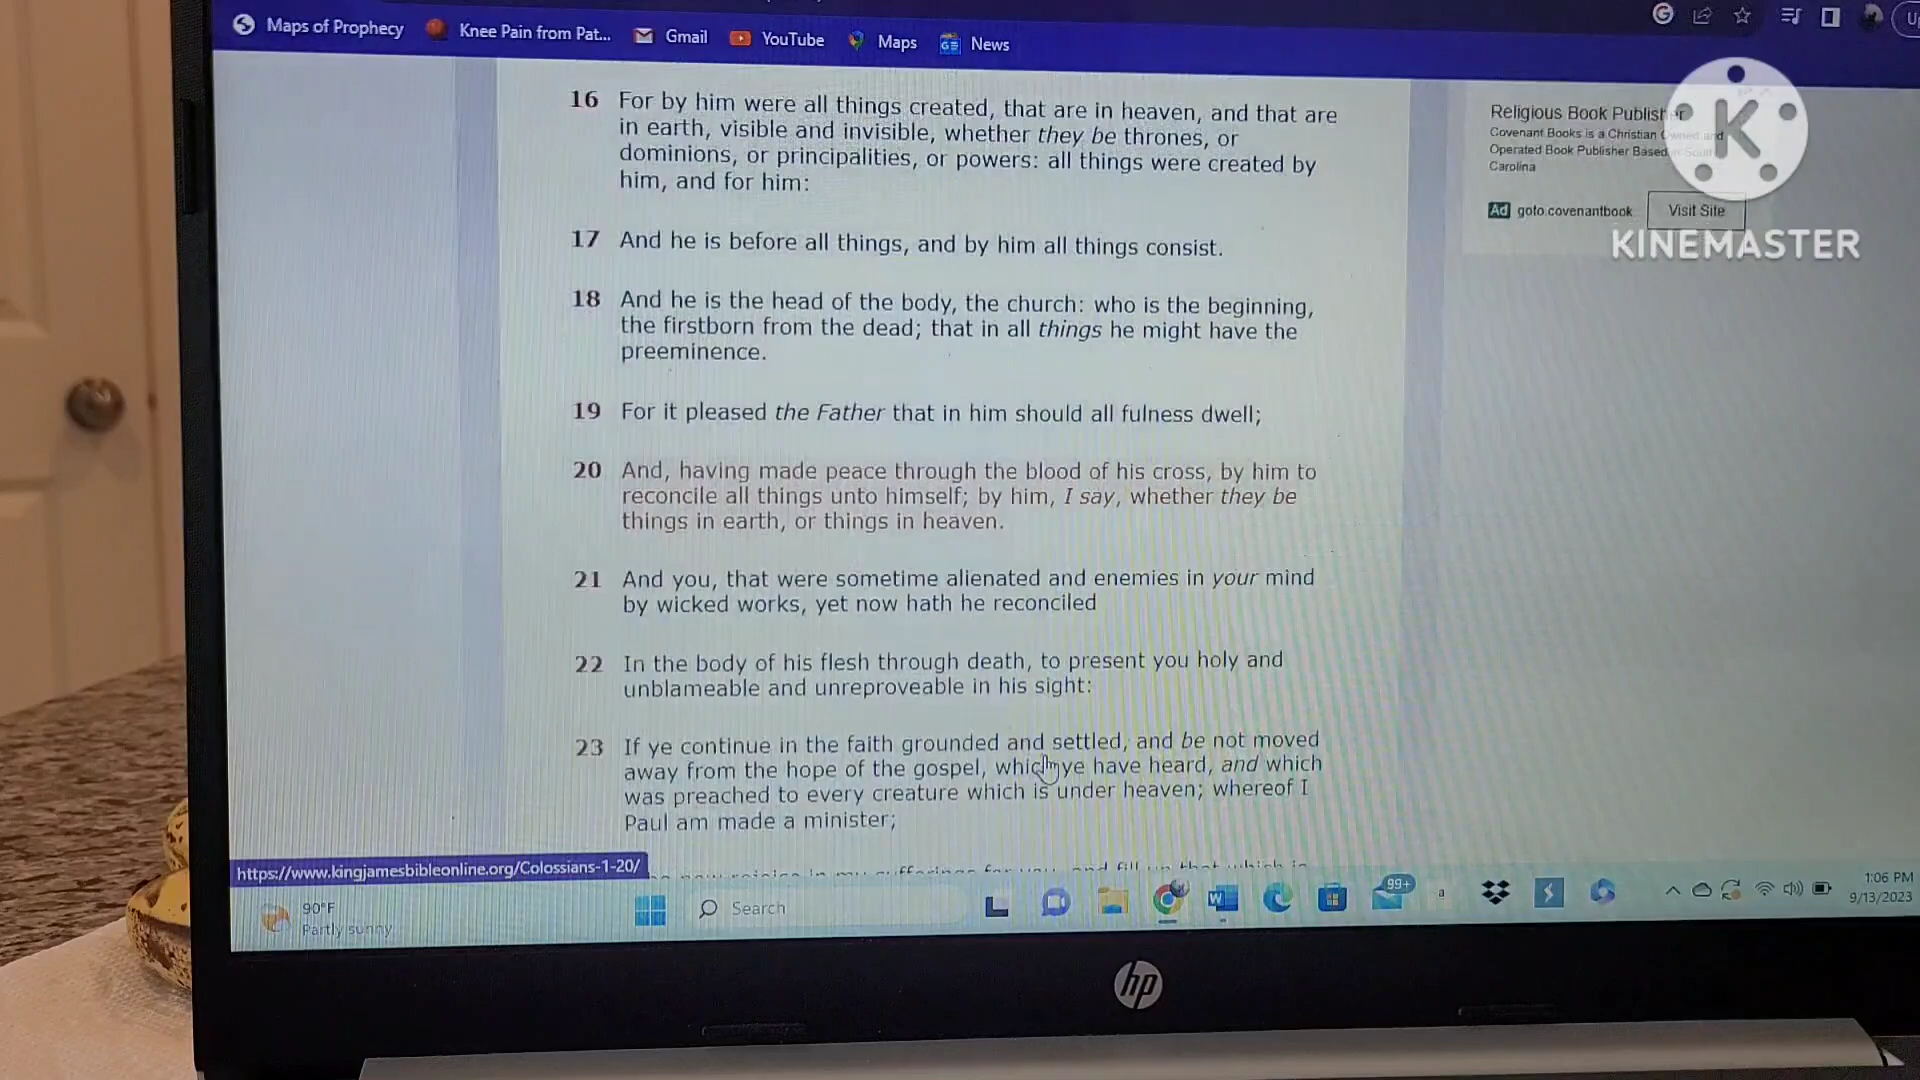 Maps of Prophecy
Knee Pain from Pat...
Gmail
YouTube
Maps
News
16 For by him were all things created, that are in heaven, and that are
in earth, visible and invisible, whether they be thrones, or
dominions, or principalities, or powers: all things were created by
him, and for him:
17 And he is before all things, and by him all things consist.
18 And he is the head of the body, the church: who is the beginning,
the firstborn from the dead; that in all things he might have the
preeminence.
19 For it pleased the Father that in him should all fulness dwell;
20 And, having made peace through the blood of his cross, by him to
reconcile all things unto himself; by him, I say, whether they be
things in earth, or things in heaven.
21 And you, that were sometime alienated and enemies in your mind
by wicked works, yet now hath he reconciled
22 In the body of his flesh through death, to present you holy and
unblameable and unreproveable in his sight:
23 If ye continue in the faith grounded and settled, and be not moved
away from the hope of the gospel, which ye have heard, and which
was preached to every creature which is under heaven; whereof I
Paul am made a minister;
Religious Book Publisher
Covenant Books is a Christian Owned and
Operated Book Publisher Based
Carolina
Ad goto.covenantbook
Visit Site
K
KINEMASTER
https://www.kingjamesbibleonline.org/Colossians-1-20/
90°F
Partly sunny
Search
99+
1:06 PM
9/13/2023
hp